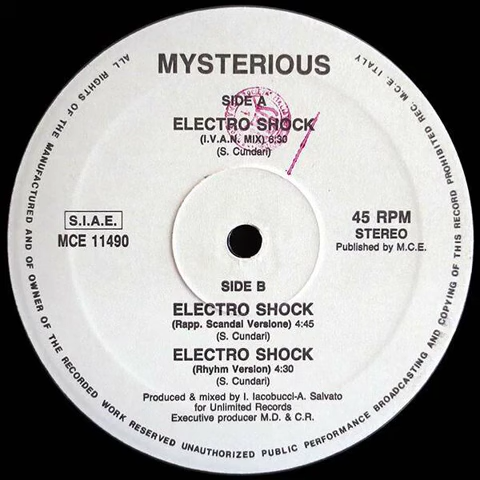 ALL RIGHTS OF THE MANUFACTURED AND OF OWNER OF THE RECORDED WORK RESERVED UNAUTHORIZED PUBLIC PERFORMANCE BROADCASTING AND COPYING OF THIS RECORD PROHIBITED REC. M.C.E. ITALY
MYSTERIOUS
SIDE A
ELECTRO SHOCK
(I.V.A.N. MIX) 6:30
(S. Cundari)
S.I.A.E.
MCE 11490
45 RPM
STEREO
Published by M.C.E.
SIDE B
ELECTRO SHOCK
(Rapp. Scandal Versione) 4:45
(S. Cundari)
ELECTRO SHOCK
(Rhyhm Version) 4:30
(S. Cundari)
Produced & mixed by I. Iacobucci-A. Salvato
for Unlimited Records
Executive producer M.D. & C.R.